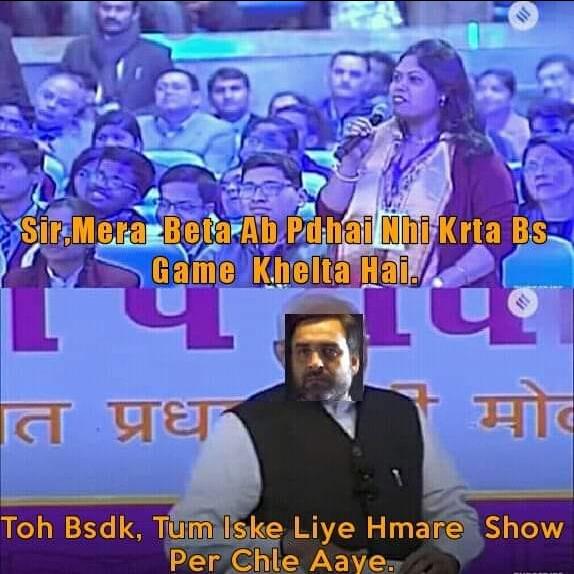 Sir,Mera Beta Ab Pdhai Nhi Krta Bs
Game Khelta Hai.
त प्रध
मो
Toh Bsdk, Tum Iske Liye Hmare Show
Per Chle Aaye.